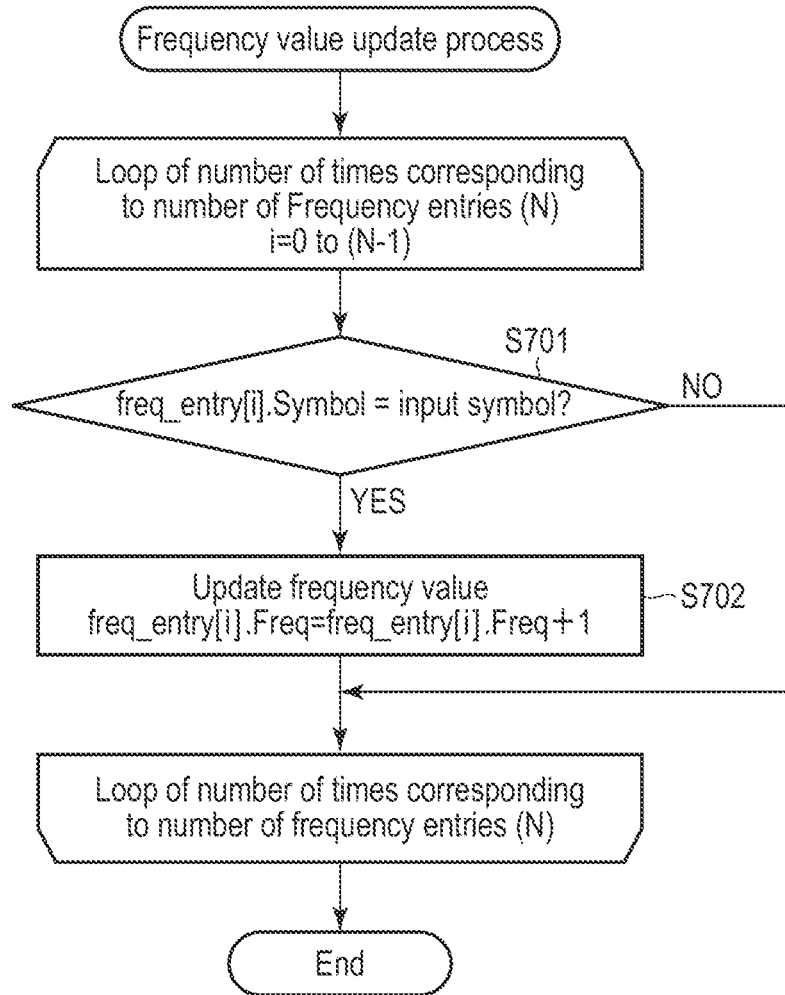 Frequency value update process
Loop of number of times corresponding
to number of Frequency entries (N)
i=0 to (N-1)
S701
freq_entry[i].Symbol = input symbol?
NO
YES
Update frequency value
freq_entry[i].Freq=freq_entry[i].Freq+1
S702
Loop of number of times corresponding
to number of frequency entries (N)
End